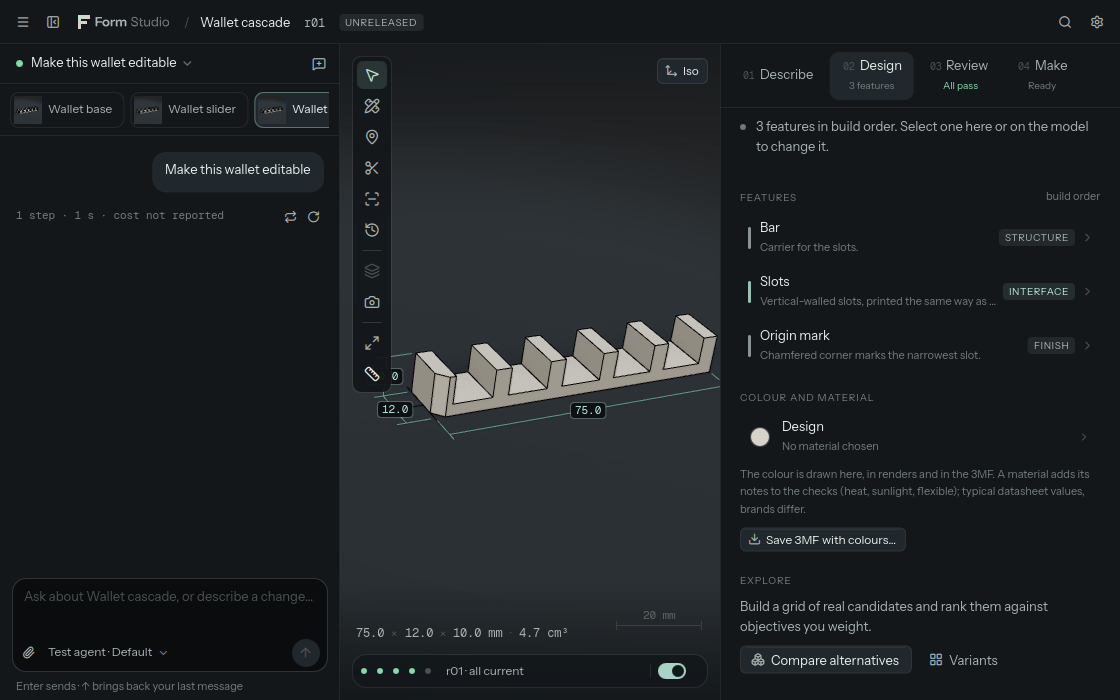 Form Studio / Wallet cascade r01 UNRELEASED
Make this wallet editable
Wallet base
Wallet slider
Wallet
Make this wallet editable
1 step · 1 s · cost not reported
Ask about Wallet cascade, or describe a change...
Test agent · Default
Enter sends · ↑ brings back your last message
Iso
0
12.0
75.0
20 mm
75.0 × 12.0 × 10.0 mm · 4.7 cm³
r01 · all current
01 Describe
02 Design
3 features
03 Review
All pass
04 Make
Ready
3 features in build order. Select one here or on the model
to change it.
FEATURES
build order
Bar
Carrier for the slots.
STRUCTURE
Slots
Vertical-walled slots, printed the same way as ...
INTERFACE
Origin mark
Chamfered corner marks the narrowest slot.
FINISH
COLOUR AND MATERIAL
Design
No material chosen
The colour is drawn here, in renders and in the 3MF. A material adds its
notes to the checks (heat, sunlight, flexible); typical datasheet values,
brands differ.
Save 3MF with colours...
EXPLORE
Build a grid of real candidates and rank them against
objectives you weight.
Compare alternatives
Variants